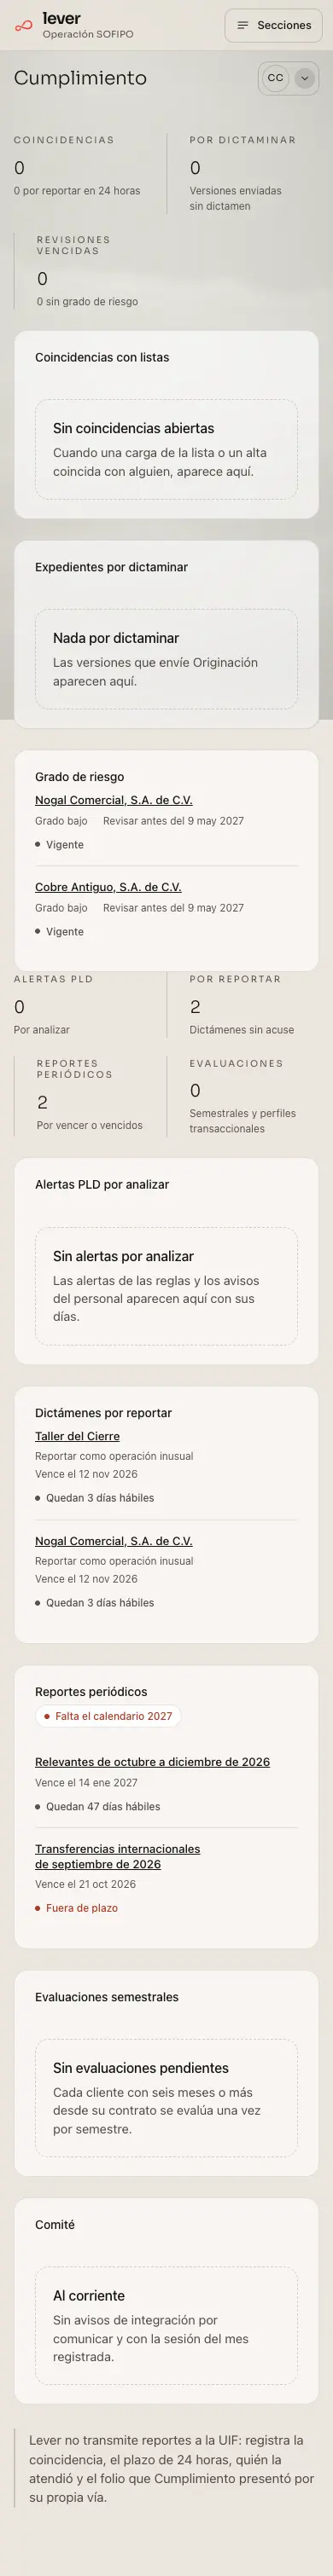 lever
Operación SOFIPO
Secciones
Cumplimiento
CC
COINCIDENCIAS
0
0 por reportar en 24 horas
POR DICTAMINAR
0
Versiones enviadas
sin dictamen
REVISIONES
VENCIDAS
0
0 sin grado de riesgo
Coincidencias con listas
Sin coincidencias abiertas
Cuando una carga de la lista o un alta
coincida con alguien, aparece aquí.
Expedientes por dictaminar
Nada por dictaminar
Las versiones que envíe Originación
aparecen aquí.
Grado de riesgo
Nogal Comercial, S.A. de C.V.
Grado bajo Revisar antes del 9 may 2027
Vigente
Cobre Antiguo, S.A. de C.V.
Grado bajo Revisar antes del 9 may 2027
Vigente
ALERTAS PLD
0
Por analizar
POR REPORTAR
2
Dictámenes sin acuse
REPORTES
PERIÓDICOS
2
Por vencer o vencidos
EVALUACIONES
0
Semestrales y perfiles
transaccionales
Alertas PLD por analizar
Sin alertas por analizar
Las alertas de las reglas y los avisos
del personal aparecen aquí con sus
días.
Dictámenes por reportar
Taller del Cierre
Reportar como operación inusual
Vence el 12 nov 2026
Quedan 3 días hábiles
Nogal Comercial, S.A. de C.V.
Reportar como operación inusual
Vence el 12 nov 2026
Quedan 3 días hábiles
Reportes periódicos
Falta el calendario 2027
Relevantes de octubre a diciembre de 2026
Vence el 14 ene 2027
Quedan 47 días hábiles
Transferencias internacionales
de septiembre de 2026
Vence el 21 oct 2026
Fuera de plazo
Evaluaciones semestrales
Sin evaluaciones pendientes
Cada cliente con seis meses o más
desde su contrato se evalúa una vez
por semestre.
Comité
Al corriente
Sin avisos de integración por
comunicar y con la sesión del mes
registrada.
Lever no transmite reportes a la UIF: registra la
coincidencia, el plazo de 24 horas, quién la
atendió y el folio que Cumplimiento presentó por
su propia vía.